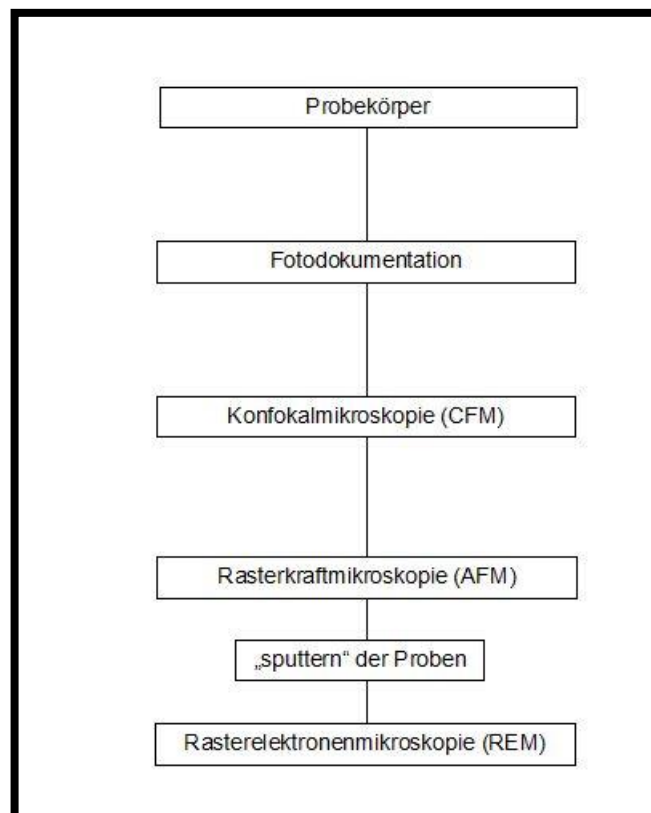 Probekörper
Fotodokumentation
Konfokalmikroskopie (CFM)
Rasterkraftmikroskopie (AFM)
„sputtern“ der Proben
Rasterelektronenmikroskopie (REM)